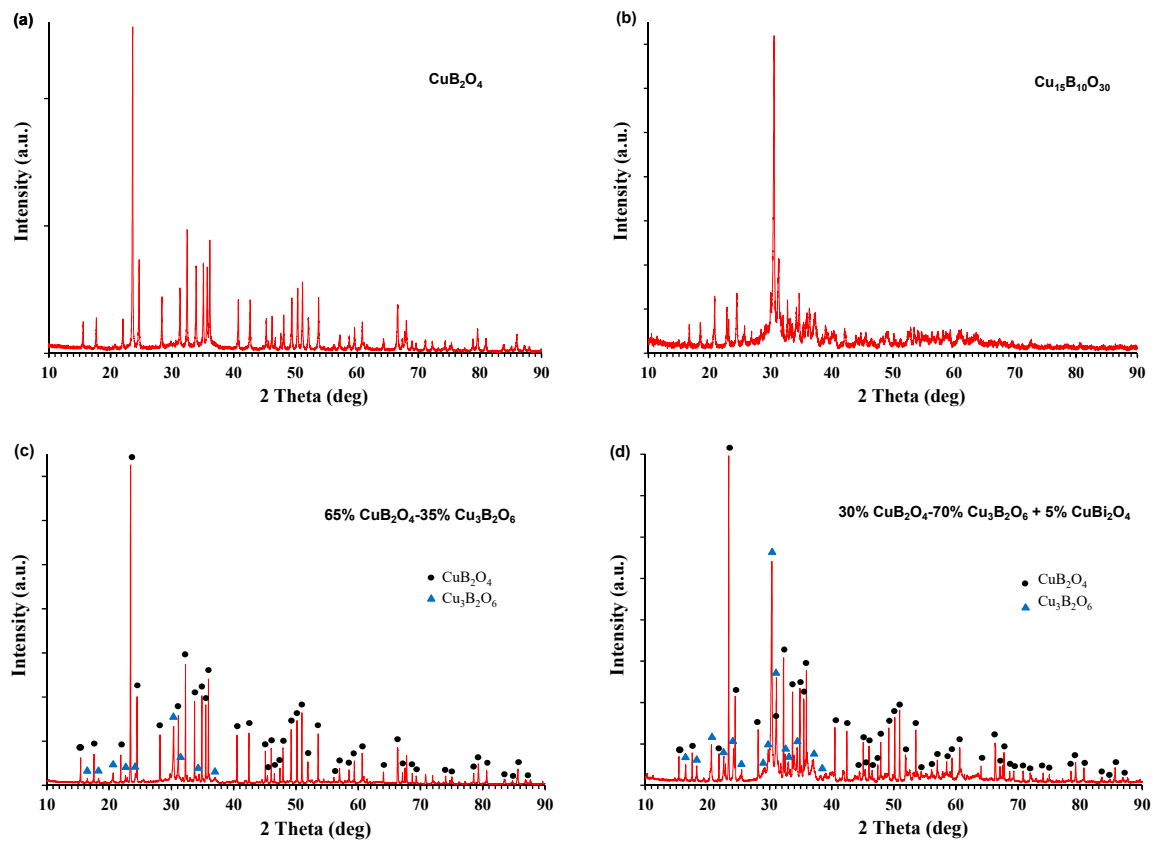 (a)
CuB₂O₄
Intensity (a.u.)
10 20 30 40 50 60 70 80 90
2 Theta (deg)
(b)
Cu₁₅B₁₀O₃₀
Intensity (a.u.)
10 20 30 40 50 60 70 80 90
2 Theta (deg)
(c)
65% CuB₂O₄-35% Cu₃B₂O₆
CuB₂O₄
Cu₃B₂O₆
Intensity (a.u.)
10 20 30 40 50 60 70 80 90
2 Theta (deg)
(d)
30% CuB₂O₄-70% Cu₃B₂O₆ + 5% CuBi₂O₄
CuB₂O₄
Cu₃B₂O₆
Intensity (a.u.)
10 20 30 40 50 60 70 80 90
2 Theta (deg)